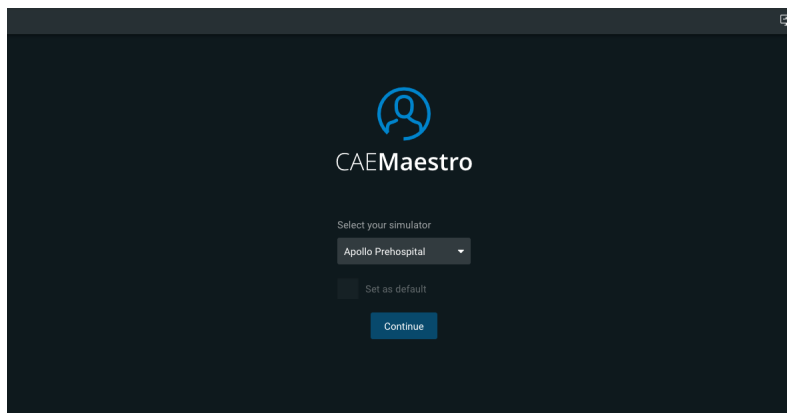 CAEMaestro
Select your simulator
Apollo Prehospital
Set as default
Continue